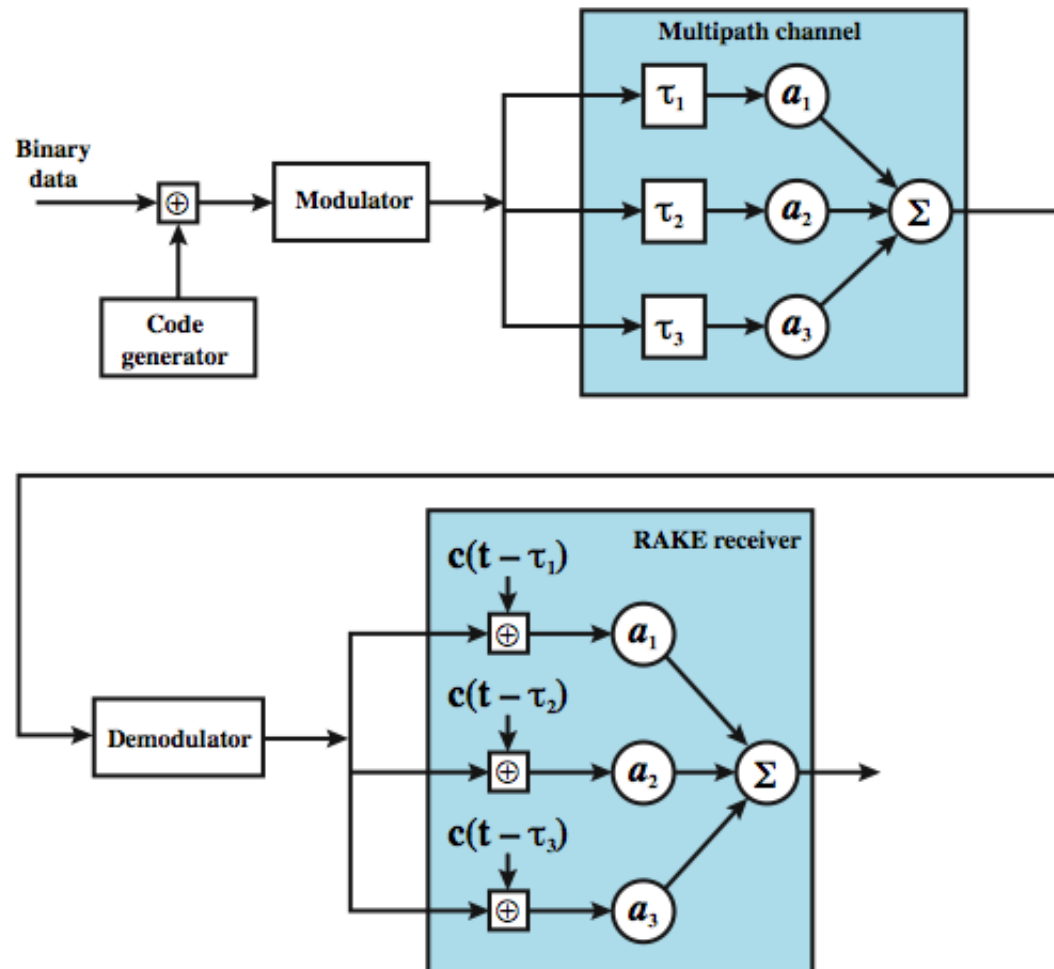 Multipath channel
τ₁ a₁
Binary
data
⊕ Modulator τ₂ a₂ Σ
Code
generator
τ₃ a₃
RAKE receiver
c(t – τ₁)
⊕ a₁
c(t – τ₂)
Demodulator ⊕ a₂ Σ
c(t – τ₃)
⊕ a₃